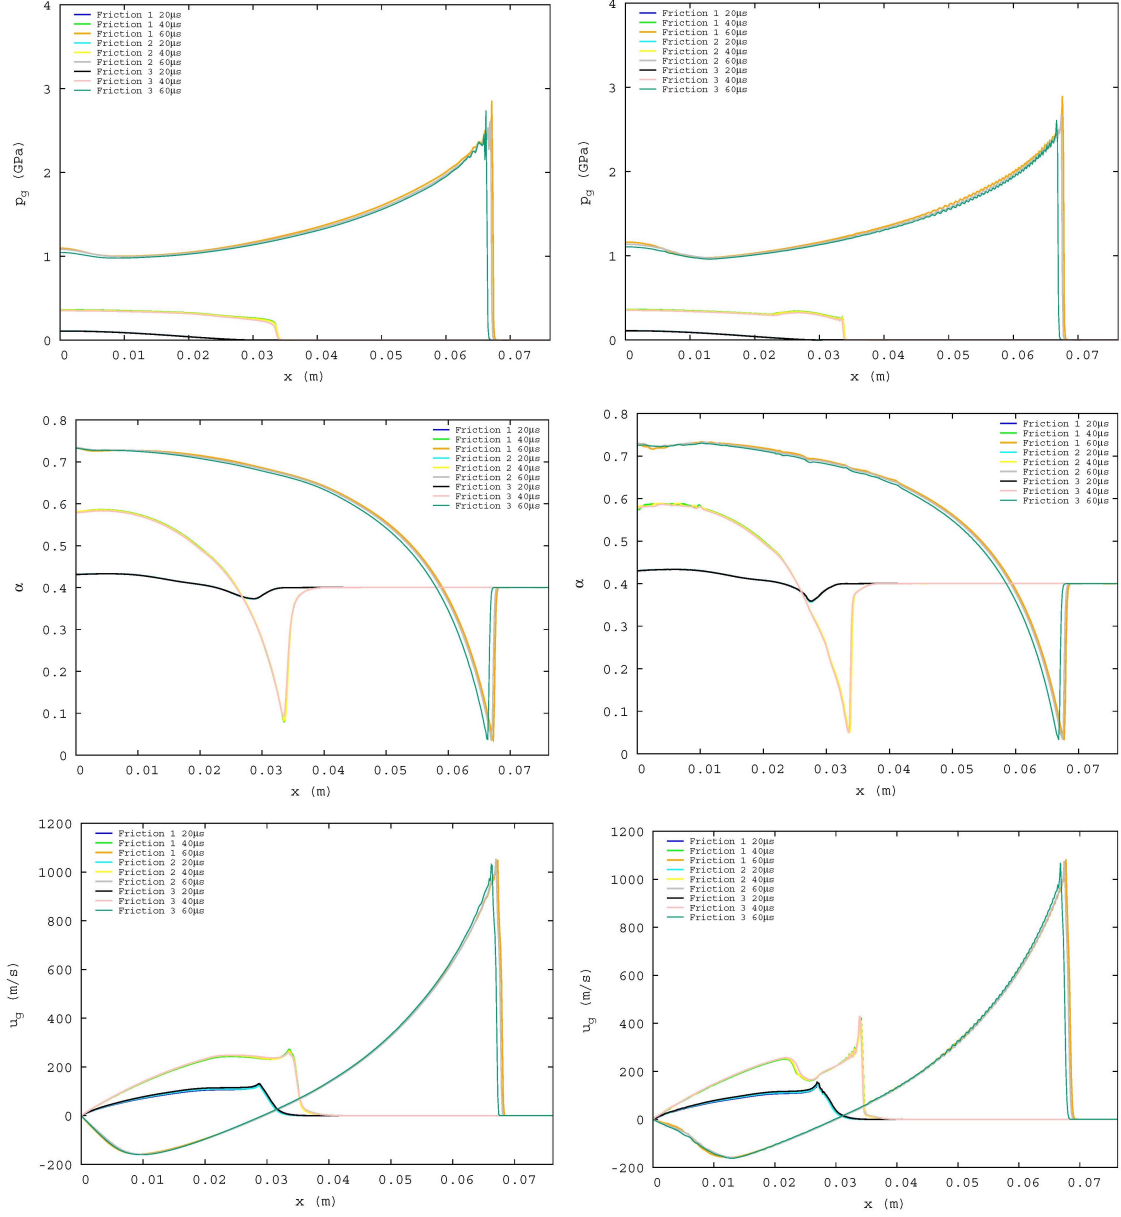 4
3
2
1
0
p_g (GPa)
Friction 1 20μs
Friction 1 40μs
Friction 1 60μs
Friction 2 20μs
Friction 2 40μs
Friction 2 60μs
Friction 3 20μs
Friction 3 40μs
Friction 3 60μs
0 0.01 0.02 0.03 0.04 0.05 0.06 0.07
x (m)
4
3
2
1
0
p_g (GPa)
Friction 1 20μs
Friction 1 40μs
Friction 1 60μs
Friction 2 20μs
Friction 2 40μs
Friction 2 60μs
Friction 3 20μs
Friction 3 40μs
Friction 3 60μs
0 0.01 0.02 0.03 0.04 0.05 0.06 0.07
x (m)
0.8
0.7
0.6
0.5
0.4
0.3
0.2
0.1
0
α
Friction 1 20μs
Friction 1 40μs
Friction 1 60μs
Friction 2 20μs
Friction 2 40μs
Friction 2 60μs
Friction 3 20μs
Friction 3 40μs
Friction 3 60μs
0 0.01 0.02 0.03 0.04 0.05 0.06 0.07
x (m)
0.8
0.7
0.6
0.5
0.4
0.3
0.2
0.1
0
α
Friction 1 20μs
Friction 1 40μs
Friction 1 60μs
Friction 2 20μs
Friction 2 40μs
Friction 2 60μs
Friction 3 20μs
Friction 3 40μs
Friction 3 60μs
0 0.01 0.02 0.03 0.04 0.05 0.06 0.07
x (m)
1200
1000
800
600
400
200
0
-200
u_g (m/s)
Friction 1 20μs
Friction 1 40μs
Friction 1 60μs
Friction 2 20μs
Friction 2 40μs
Friction 2 60μs
Friction 3 20μs
Friction 3 40μs
Friction 3 60μs
0 0.01 0.02 0.03 0.04 0.05 0.06 0.07
x (m)
1200
1000
800
600
400
200
0
-200
u_g (m/s)
Friction 1 20μs
Friction 1 40μs
Friction 1 60μs
Friction 2 20μs
Friction 2 40μs
Friction 2 60μs
Friction 3 20μs
Friction 3 40μs
Friction 3 60μs
0 0.01 0.02 0.03 0.04 0.05 0.06 0.07
x (m)